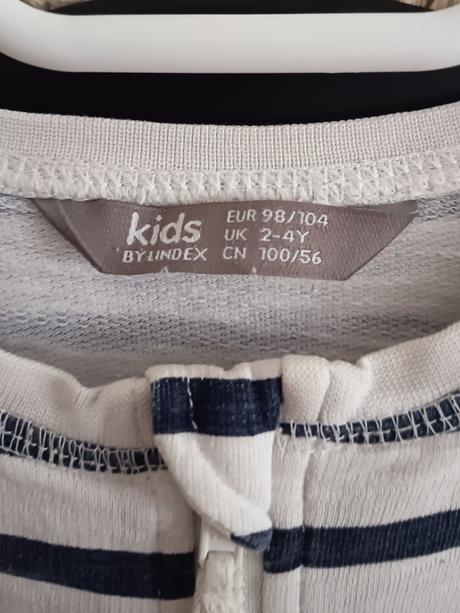 kids
BY LINDEX
EUR 98/104
UK 2-4Y
CN 100/56